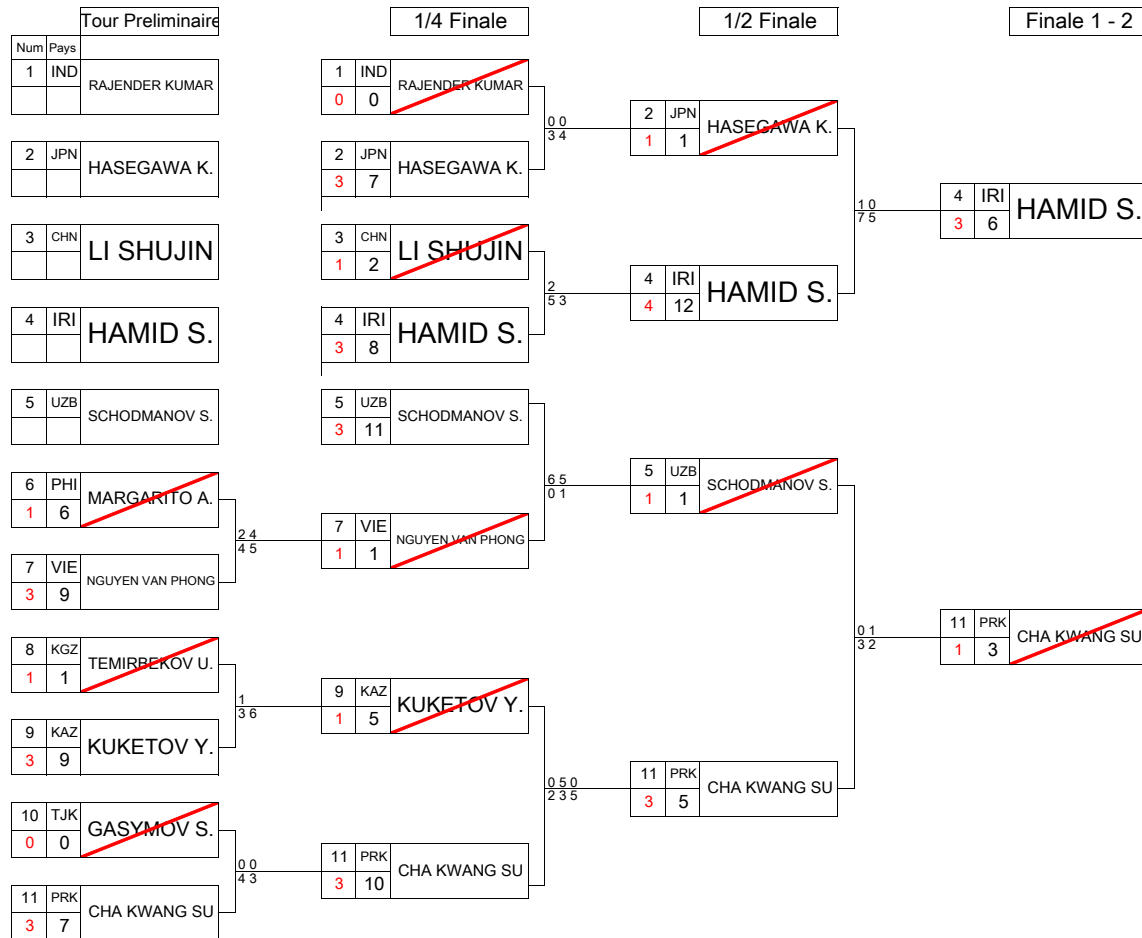 Tour Preliminaire 1/4 Finale 1/2 Finale Finale 1 - 2
Num Pays
1 IND RAJENDER KUMAR
2 JPN HASEGAWA K.
3 CHN LI SHUJIN
4 IRI HAMID S.
5 UZB SCHODMANOV S.
6 PHI MARGARITO A.
1 6
2 4
4 5
7 VIE NGUYEN VAN PHONG
3 9
8 KGZ TEMIRBEKOV U.
1 1
1
3 6
9 KAZ KUKETOV Y.
3 9
10 TJK GASYMOV S.
0 0
0 0
4 3
11 PRK CHA KWANG SU
3 7
1 IND RAJENDER KUMAR
0 0
0 0
3 4
2 JPN HASEGAWA K.
3 7
3 CHN LI SHUJIN
1 2
2
5 3
4 IRI HAMID S.
3 8
5 UZB SCHODMANOV S.
3 11
6 5
0 1
7 VIE NGUYEN VAN PHONG
1 1
9 KAZ KUKETOV Y.
1 5
0 5 0
2 3 5
11 PRK CHA KWANG SU
3 10
2 JPN HASEGAWA K.
1 1
1 0
7 5
4 IRI HAMID S.
4 12
5 UZB SCHODMANOV S.
1 1
0 1
3 2
11 PRK CHA KWANG SU
3 5
4 IRI HAMID S.
3 6
11 PRK CHA KWANG SU
1 3